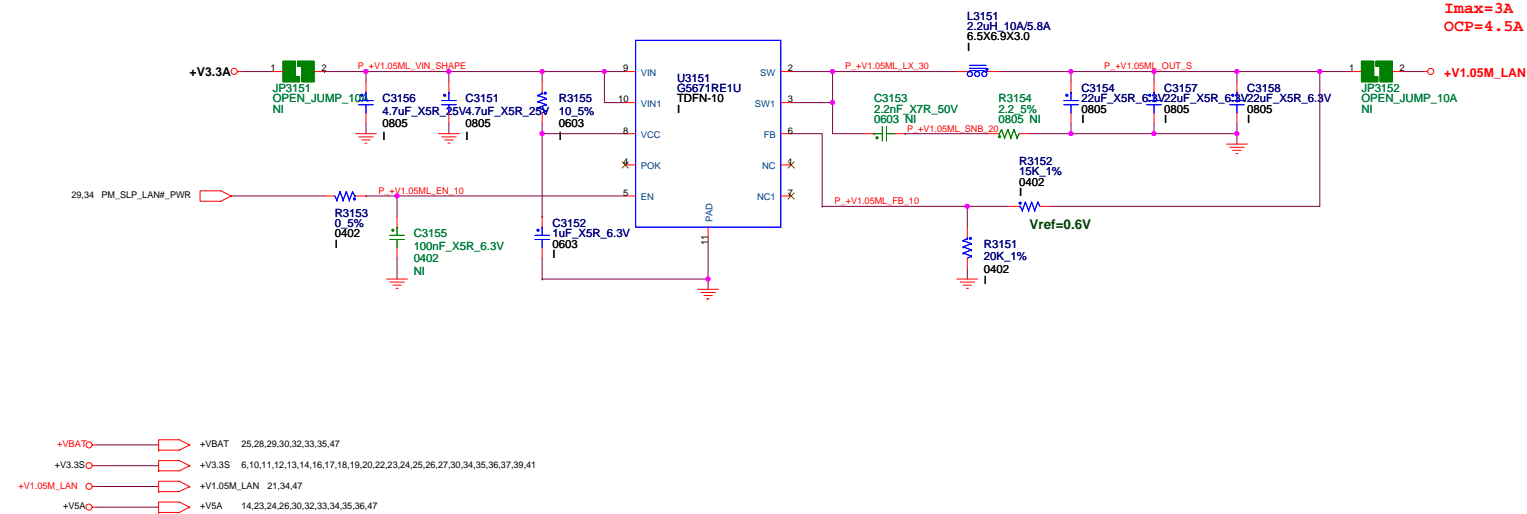 Imax=3A
OCP=4.5A
L3151
2.2uH_10A/5.8A
6.5X6.9X3.0
I
+V3.3A
1
2
JP3151
OPEN_JUMP_10A
NI
P_+V1.05ML_VIN_SHAPE
C3156
4.7uF_X5R_25V
0805
I
C3151
4.7uF_X5R_25V
0805
I
R3155
10_5%
0603
I
9
VIN
10
VIN1
8
VCC
4
POK
5
EN
U3151
G5671RE1U
TDFN-10
I
PAD
11
SW
2
SW1
3
FB
6
NC
1
NC1
7
P_+V1.05ML_LX_30
C3153
2.2nF_X7R_50V
0603 NI
P_+V1.05ML_SNB_20
R3154
2.2_5%
0805 NI
P_+V1.05ML_OUT_S
C3154
22uF_X5R_6.3V
0805
I
C3157
22uF_X5R_6.3V
0805
I
C3158
22uF_X5R_6.3V
0805
I
1
2
JP3152
OPEN_JUMP_10A
NI
+V1.05M_LAN
R3152
15K_1%
0402
I
P_+V1.05ML_FB_10
Vref=0.6V
R3151
20K_1%
0402
I
29,34 PM_SLP_LAN#_PWR
R3153
0_5%
0402
I
P_+V1.05ML_EN_10
C3155
100nF_X5R_6.3V
0402
NI
C3152
1uF_X5R_6.3V
0603
I
+VBAT +VBAT 25,28,29,30,32,33,35,47
+V3.3S +V3.3S 6,10,11,12,13,14,16,17,18,19,20,22,23,24,25,26,27,30,34,35,36,37,39,41
+V1.05M_LAN +V1.05M_LAN 21,34,47
+V5A +V5A 14,23,24,26,30,32,33,34,35,36,47